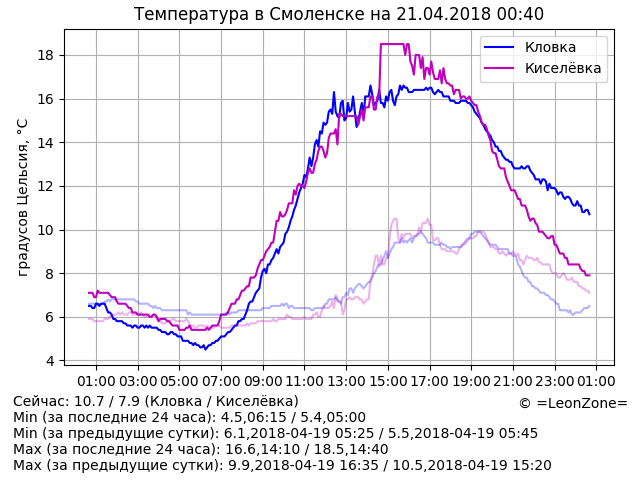 Температура в Смоленске на 21.04.2018 00:40
Кловка
Киселёвка
градусов Цельсия, °C
18
16
14
12
10
8
6
4
01:00 03:00 05:00 07:00 09:00 11:00 13:00 15:00 17:00 19:00 21:00 23:00 01:00
Сейчас: 10.7 / 7.9 (Кловка / Киселёвка)
© =LeonZone=
Min (за последние 24 часа): 4.5,06:15 / 5.4,05:00
Min (за предыдущие сутки): 6.1,2018-04-19 05:25 / 5.5,2018-04-19 05:45
Max (за последние 24 часа): 16.6,14:10 / 18.5,14:40
Max (за предыдущие сутки): 9.9,2018-04-19 16:35 / 10.5,2018-04-19 15:20